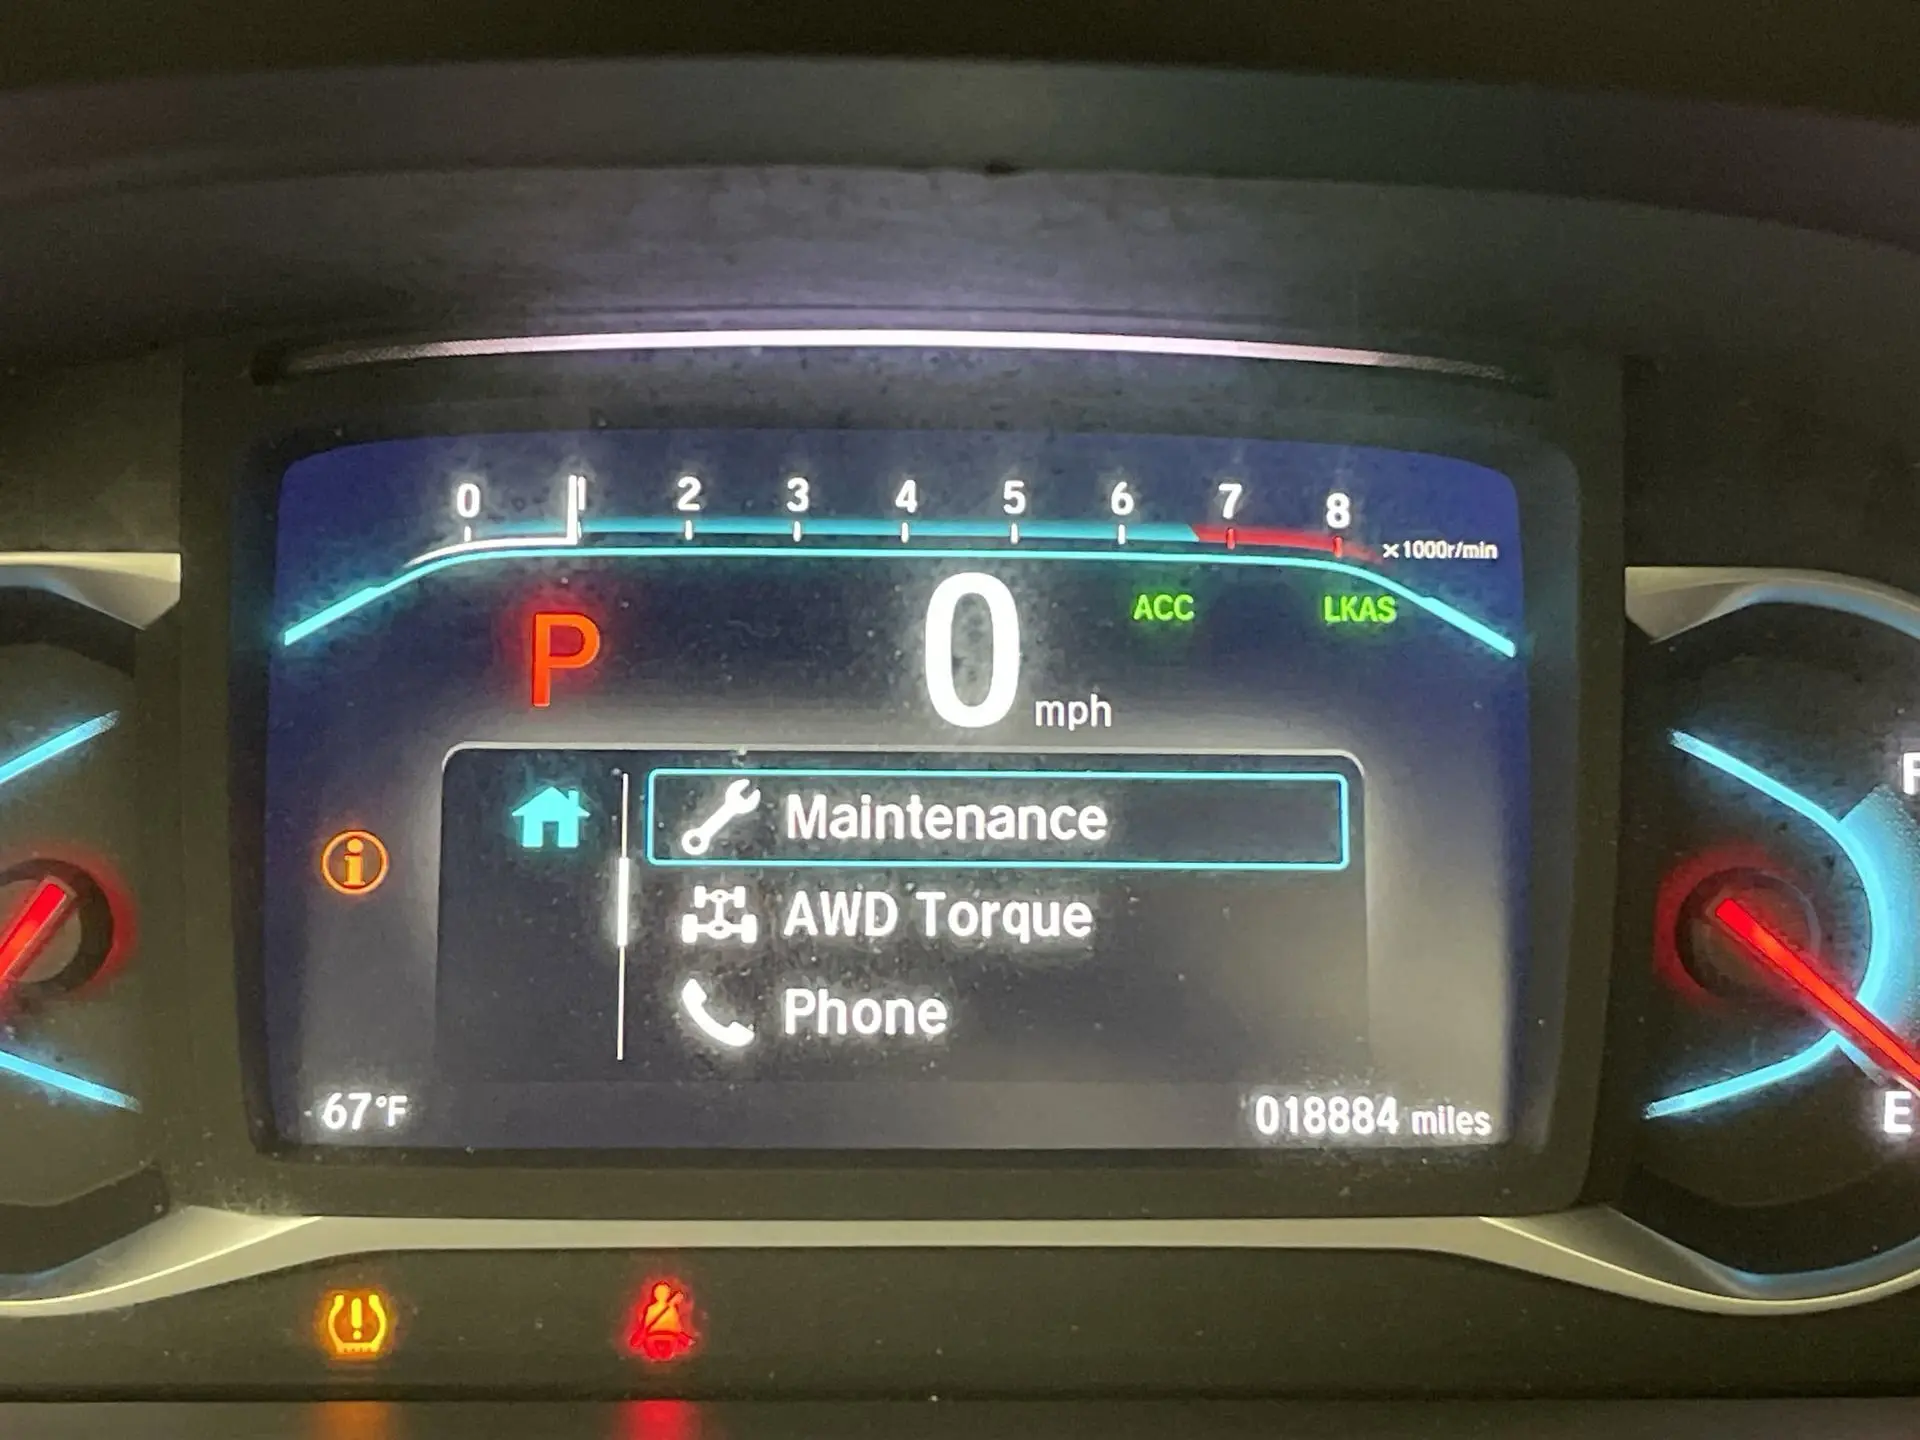 0 1 2 3 4 5 6 7 8
×1000r/min
P 0 mph ACC LKAS
Maintenance
AWD Torque
Phone
67°F
018884 miles
F
E